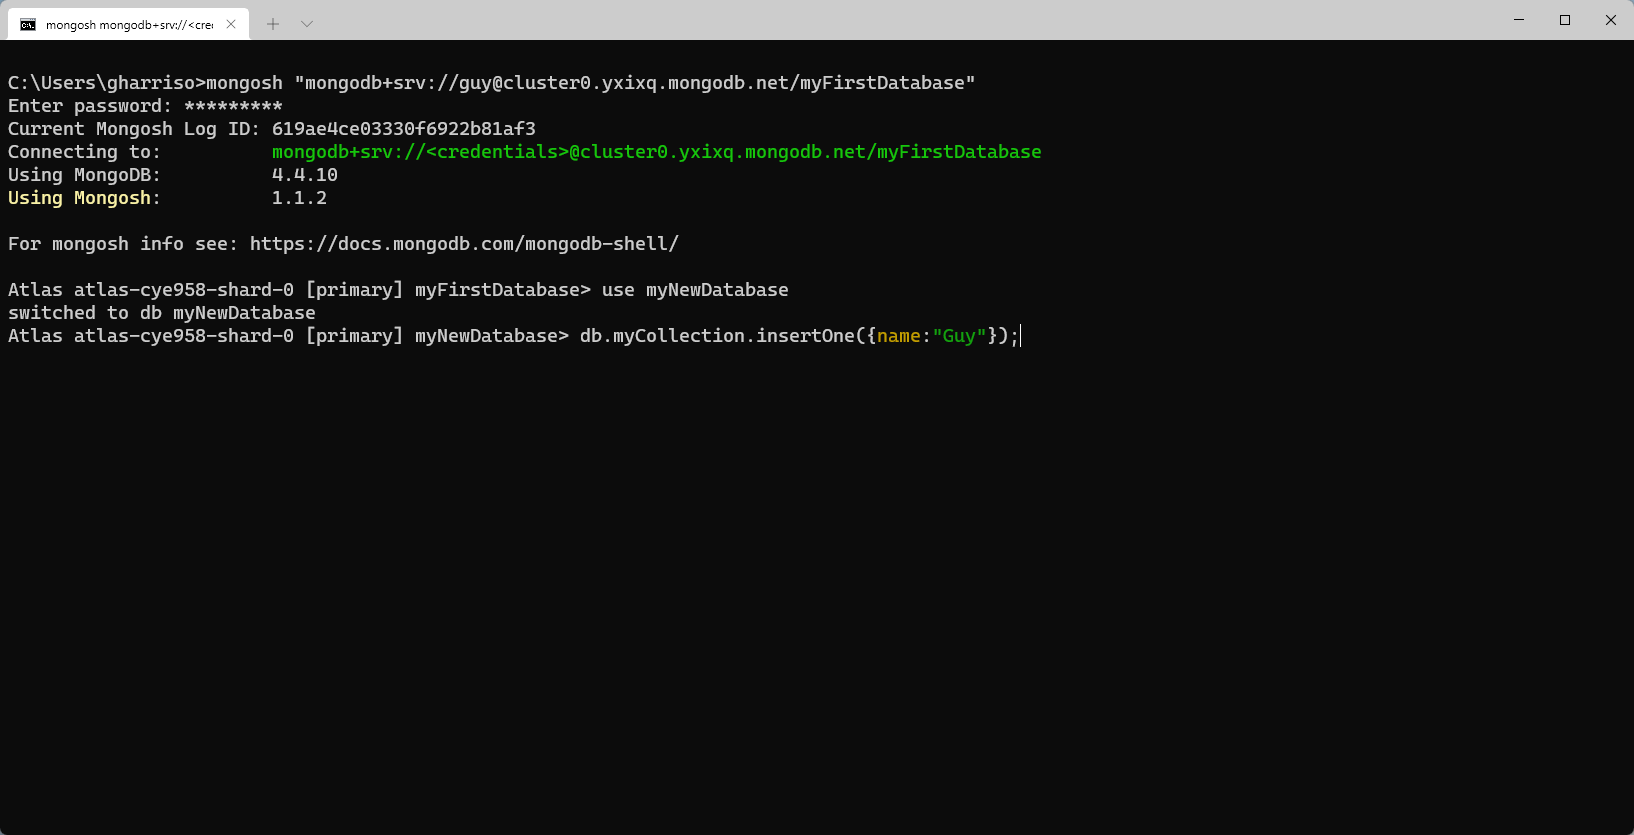 mongosh mongodb+srv://<cre
C:\Users\gharriso>mongosh "mongodb+srv://guy@cluster0.yxixq.mongodb.net/myFirstDatabase"
Enter password: *********
Current Mongosh Log ID: 619ae4ce03330f6922b81af3
Connecting to:          mongodb+srv://<credentials>@cluster0.yxixq.mongodb.net/myFirstDatabase
Using MongoDB:          4.4.10
Using Mongosh:          1.1.2
For mongosh info see: https://docs.mongodb.com/mongodb-shell/
Atlas atlas-cye958-shard-0 [primary] myFirstDatabase> use myNewDatabase
switched to db myNewDatabase
Atlas atlas-cye958-shard-0 [primary] myNewDatabase> db.myCollection.insertOne({name:"Guy"});